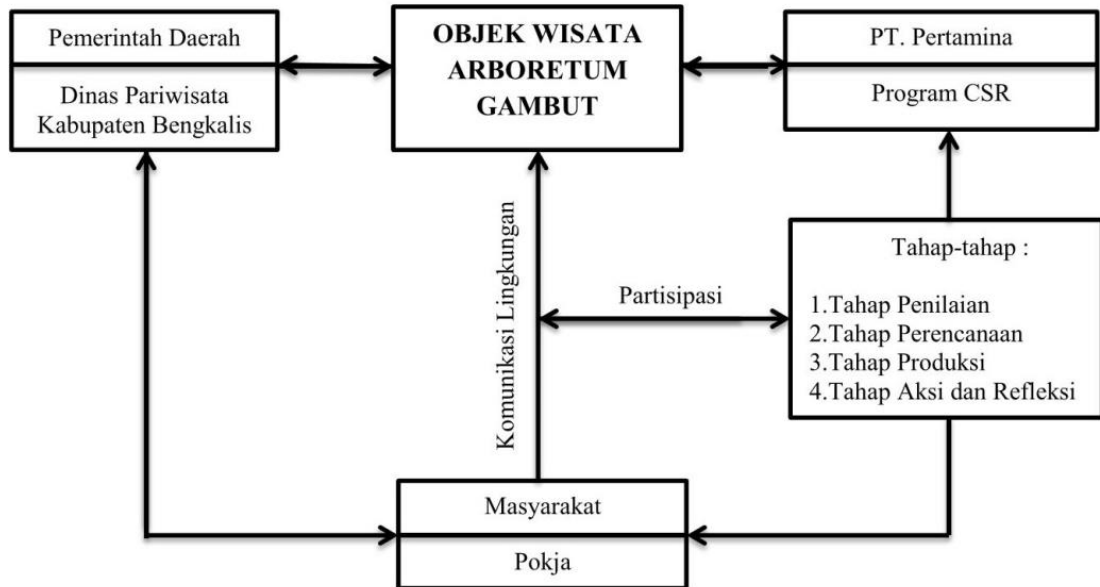 Pemerintah Daerah
Dinas Pariwisata
Kabupaten Bengkalis
OBJEK WISATA
ARBORETUM
GAMBUT
PT. Pertamina
Program CSR
Komunikasi Lingkungan
Partisipasi
Tahap-tahap :
1.Tahap Penilaian
2.Tahap Perencanaan
3.Tahap Produksi
4.Tahap Aksi dan Refleksi
Masyarakat
Pokja